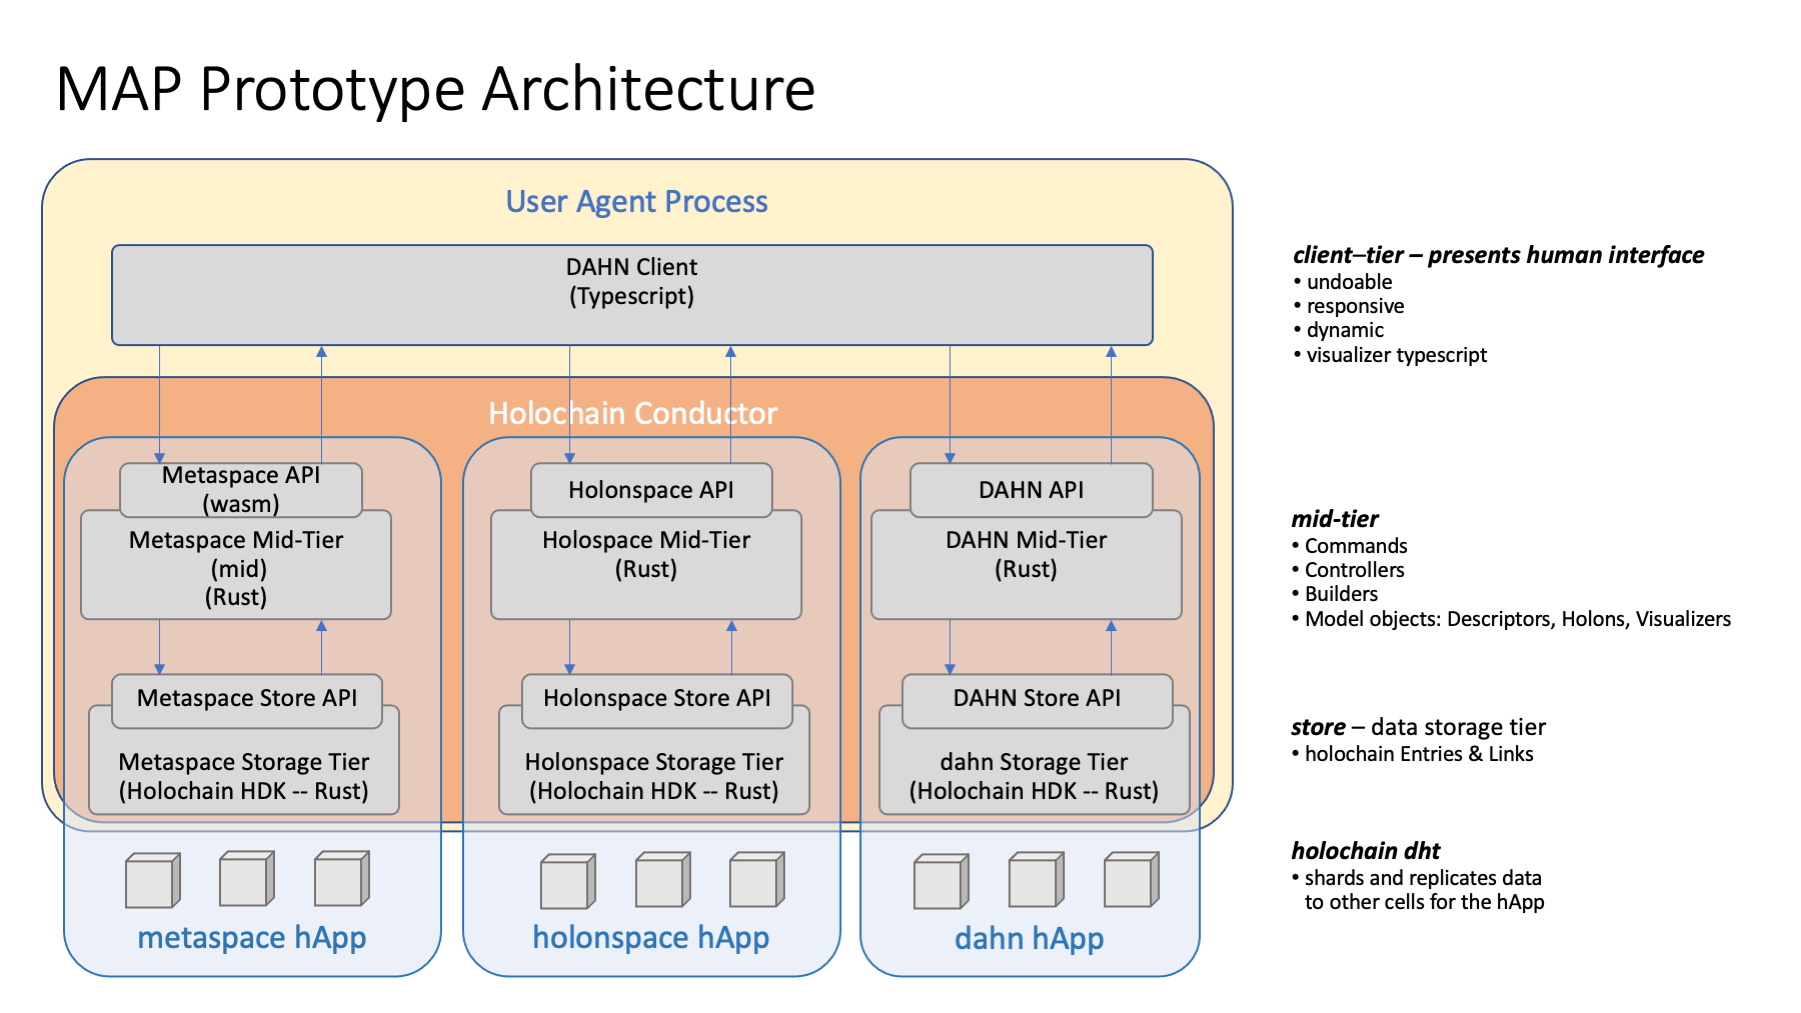 MAP Prototype Architecture
User Agent Process
DAHN Client
(Typescript)
Holochain Conductor
Metaspace API
(wasm)
Metaspace Mid-Tier
(mid)
(Rust)
Metaspace Store API
Metaspace Storage Tier
(Holochain HDK -- Rust)
metaspace hApp
Holonspace API
Holospace Mid-Tier
(Rust)
Holonspace Store API
Holonspace Storage Tier
(Holochain HDK -- Rust)
holonspace hApp
DAHN API
DAHN Mid-Tier
(Rust)
DAHN Store API
dahn Storage Tier
(Holochain HDK -- Rust)
dahn hApp
client–tier – presents human interface
• undoable
• responsive
• dynamic
• visualizer typescript
mid-tier
• Commands
• Controllers
• Builders
• Model objects: Descriptors, Holons, Visualizers
store – data storage tier
• holochain Entries & Links
holochain dht
• shards and replicates data
to other cells for the hApp